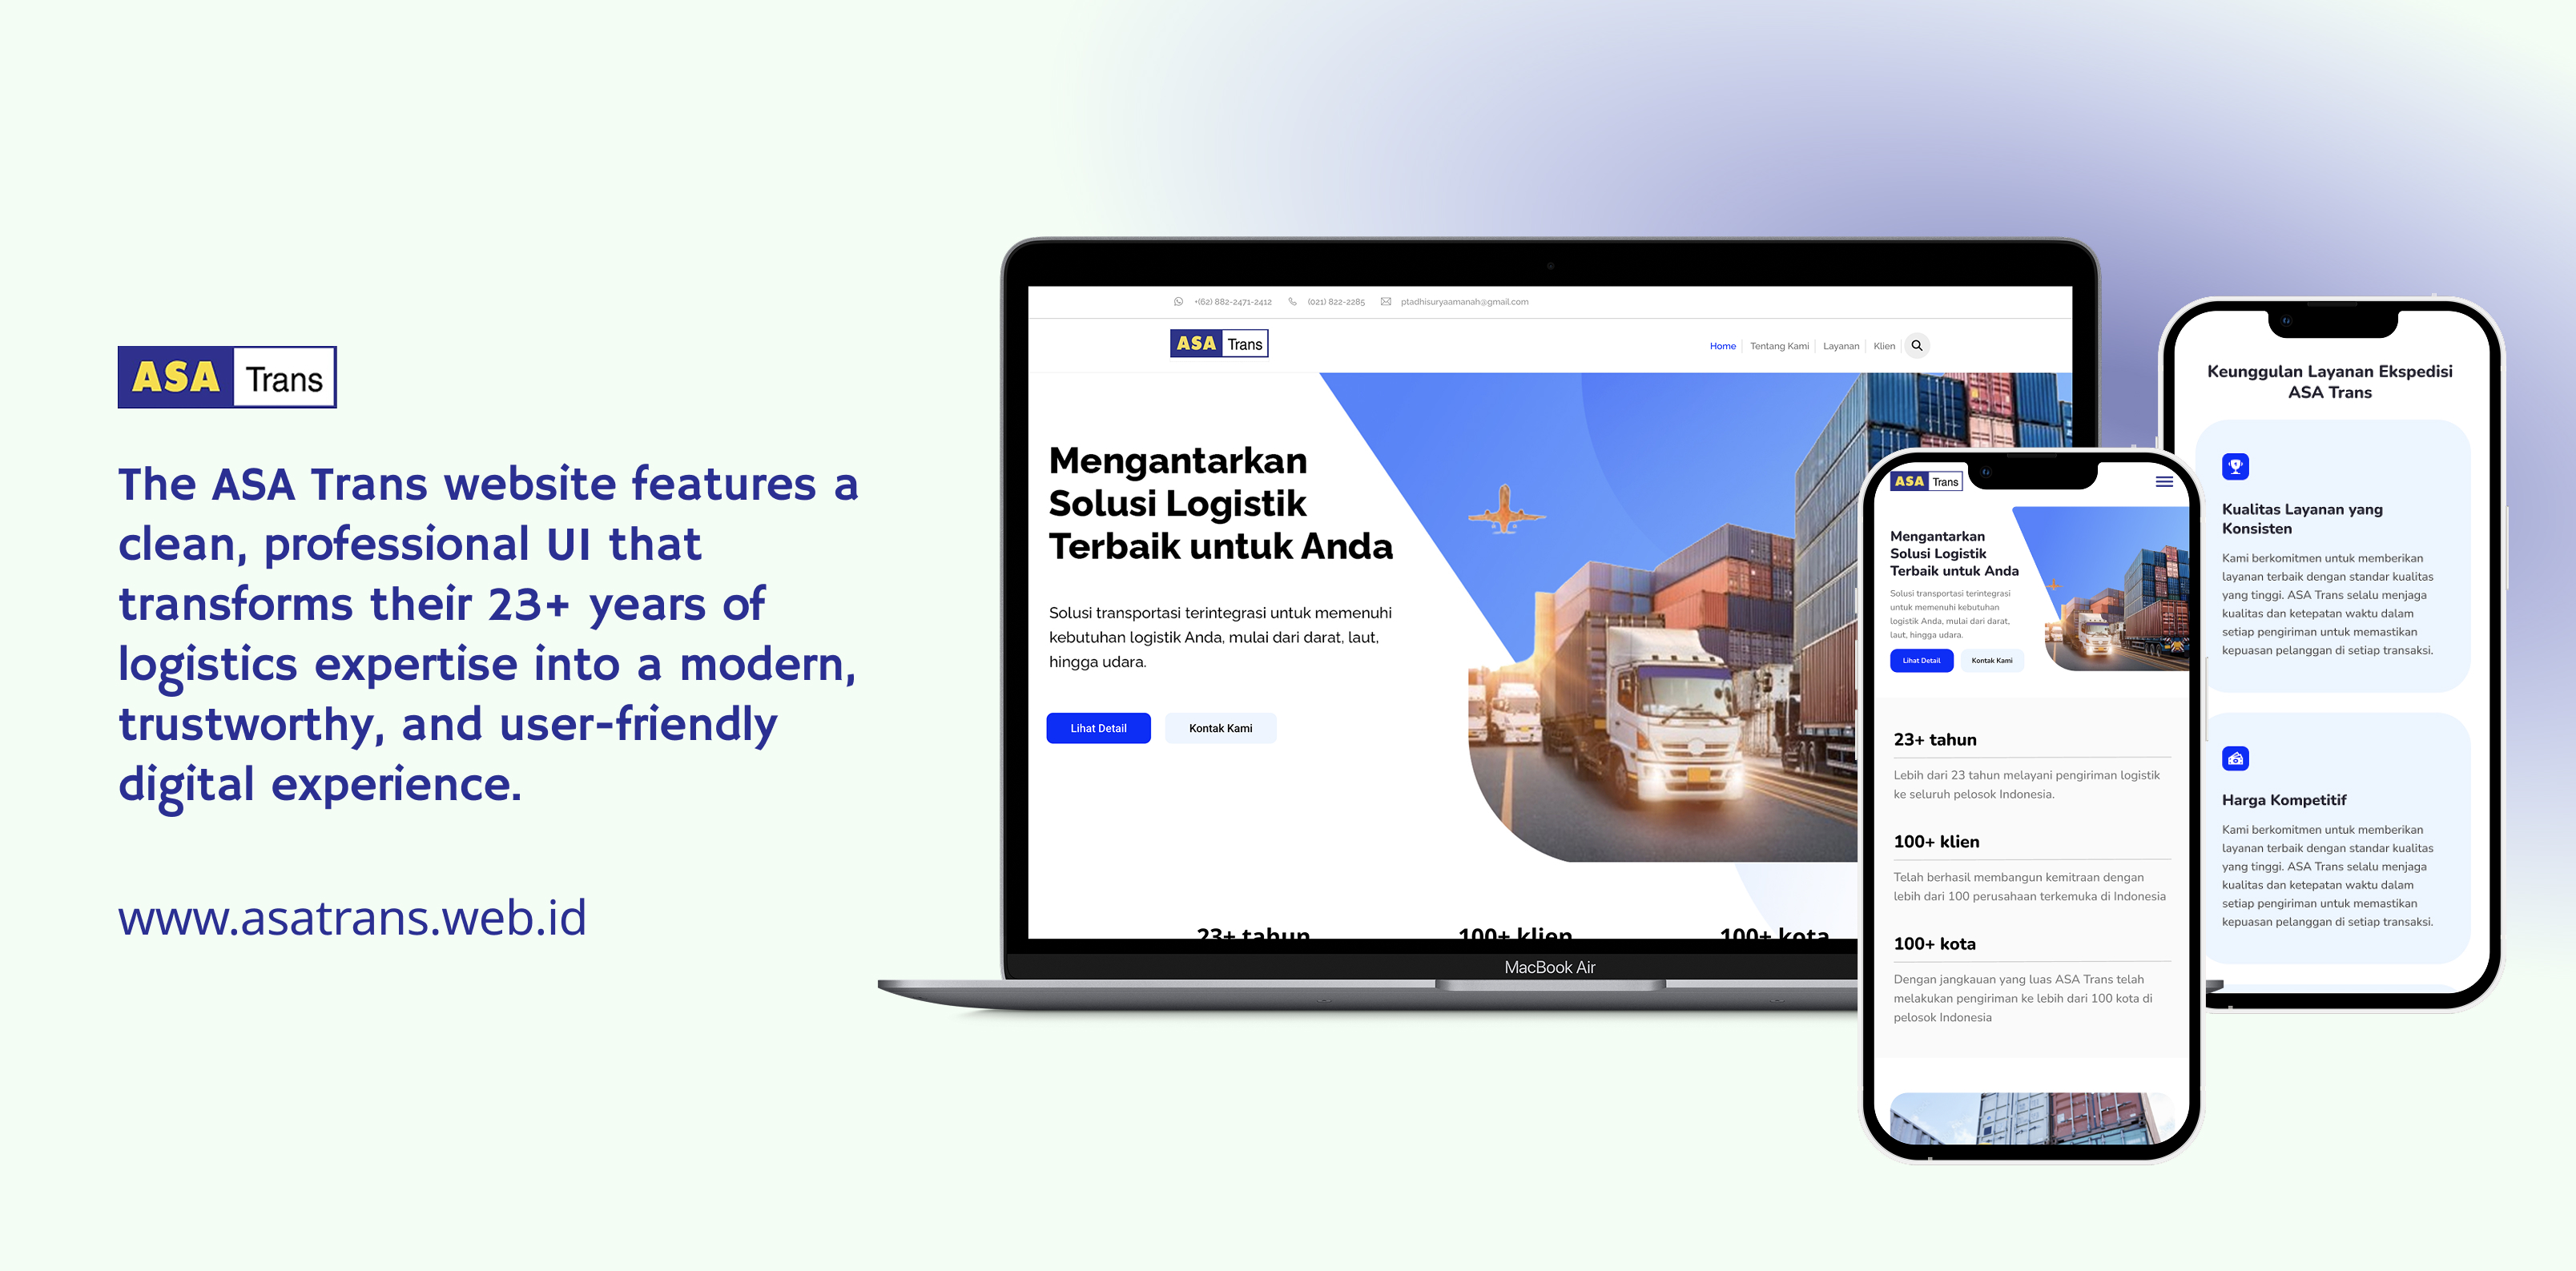 ASA Trans
The ASA Trans website features a
clean, professional UI that
transforms their 23+ years of
logistics expertise into a modern,
trustworthy, and user-friendly
digital experience.
www.asatrans.web.id
+(62) 882-2471-2412 (021) 822-2285 ptadhisuryaamanah@gmail.com
ASA Trans
Home Tentang Kami Layanan Klien
Mengantarkan
Solusi Logistik
Terbaik untuk Anda
Solusi transportasi terintegrasi untuk memenuhi
kebutuhan logistik Anda, mulai dari darat, laut,
hingga udara.
Lihat Detail Kontak Kami
23+ tahun 100+ klien 100+ kota
MacBook Air
ASA Trans
Mengantarkan
Solusi Logistik
Terbaik untuk Anda
Solusi transportasi terintegrasi
untuk memenuhi kebutuhan
logistik Anda, mulai dari darat,
laut, hingga udara.
Lihat Detail Kontak Kami
23+ tahun
Lebih dari 23 tahun melayani pengiriman logistik
ke seluruh pelosok Indonesia.
100+ klien
Telah berhasil membangun kemitraan dengan
lebih dari 100 perusahaan terkemuka di Indonesia
100+ kota
Dengan jangkauan yang luas ASA Trans telah
melakukan pengiriman ke lebih dari 100 kota di
pelosok Indonesia
Keunggulan Layanan Ekspedisi
ASA Trans
Kualitas Layanan yang
Konsisten
Kami berkomitmen untuk memberikan
layanan terbaik dengan standar kualitas
yang tinggi. ASA Trans selalu menjaga
kualitas dan ketepatan waktu dalam
setiap pengiriman untuk memastikan
kepuasan pelanggan di setiap transaksi.
Harga Kompetitif
Kami berkomitmen untuk memberikan
layanan terbaik dengan standar kualitas
yang tinggi. ASA Trans selalu menjaga
kualitas dan ketepatan waktu dalam
setiap pengiriman untuk memastikan
kepuasan pelanggan di setiap transaksi.